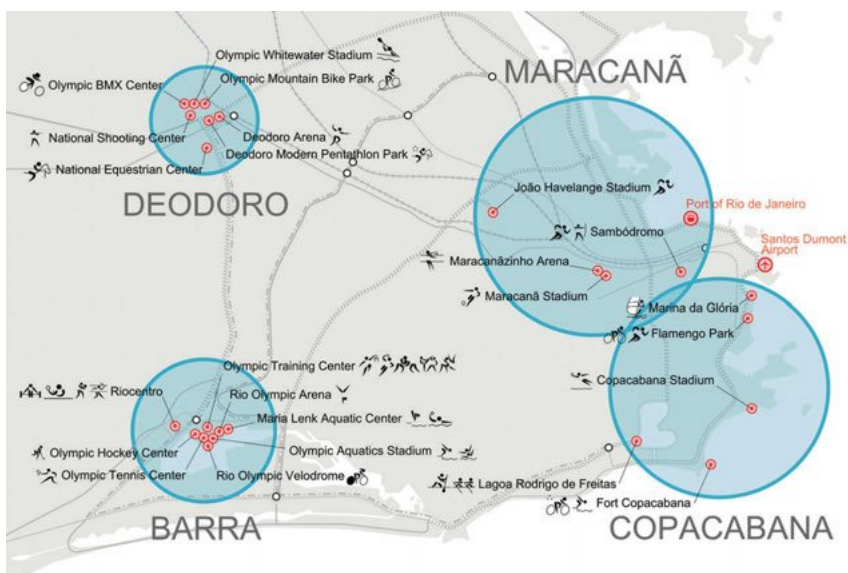 Olympic Whitewater Stadium
Olympic BMX Center
Olympic Mountain Bike Park
MARACANÃ
National Shooting Center
Deodoro Arena
Deodoro Modern Pentathlon Park
National Equestrian Center
DEODORO
João Havelange Stadium
Port of Rio de Janeiro
Sambódromo
Santos Dumont
Airport
Maracanãzinho Arena
Maracanã Stadium
Marina da Glória
Flamengo Park
Olympic Training Center
Copacabana Stadium
Riocentro
Rio Olympic Arena
Maria Lenk Aquatic Center
Olympic Hockey Center
Olympic Aquatics Stadium
Olympic Tennis Center
Rio Olympic Velodrome
Lagoa Rodrigo de Freitas
Fort Copacabana
BARRA
COPACABANA